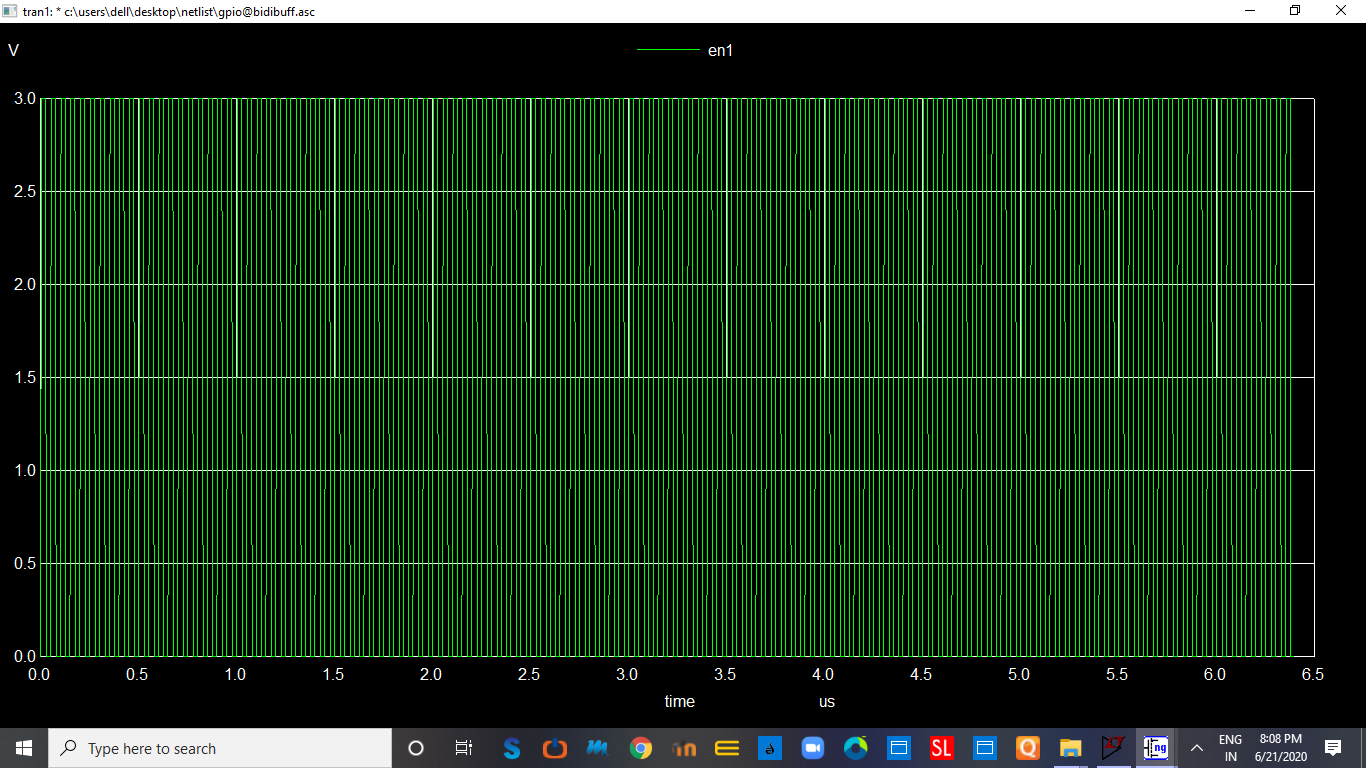 tran1: * c:\users\dell\desktop\netlist\gpio@bidibuff.asc
V
en1
3.0
2.5
2.0
1.5
1.0
0.5
0.0
0.0 0.5 1.0 1.5 2.0 2.5 3.0 3.5 4.0 4.5 5.0 5.5 6.0 6.5
time us
Type here to search
SL
Q
ng
ENG
IN
8:08 PM
6/21/2020